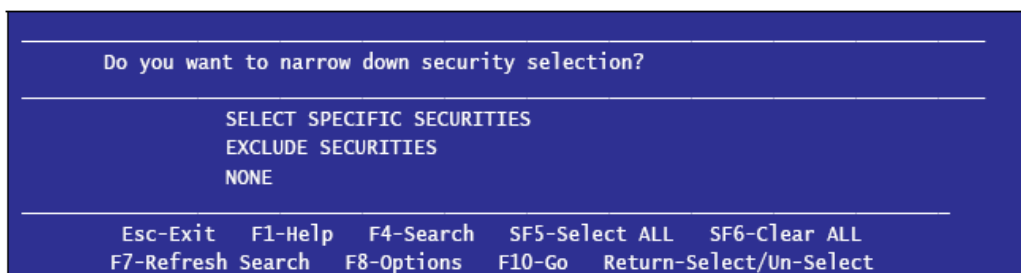 Do you want to narrow down security selection?
SELECT SPECIFIC SECURITIES
EXCLUDE SECURITIES
NONE
Esc-Exit F1-Help F4-Search SF5-Select ALL SF6-Clear ALL
F7-Refresh Search F8-Options F10-Go Return-Select/Un-Select